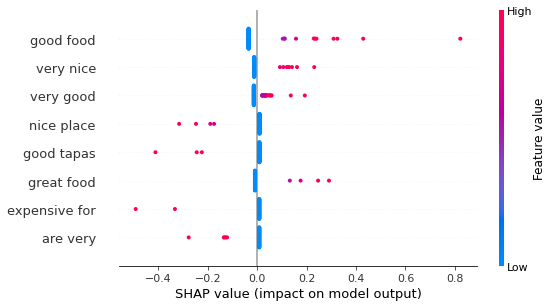 High
good food
very nice
very good
nice place
good tapas
great food
expensive for
are very
Feature value
Low
−0.4 −0.2 0.0 0.2 0.4 0.6 0.8
SHAP value (impact on model output)